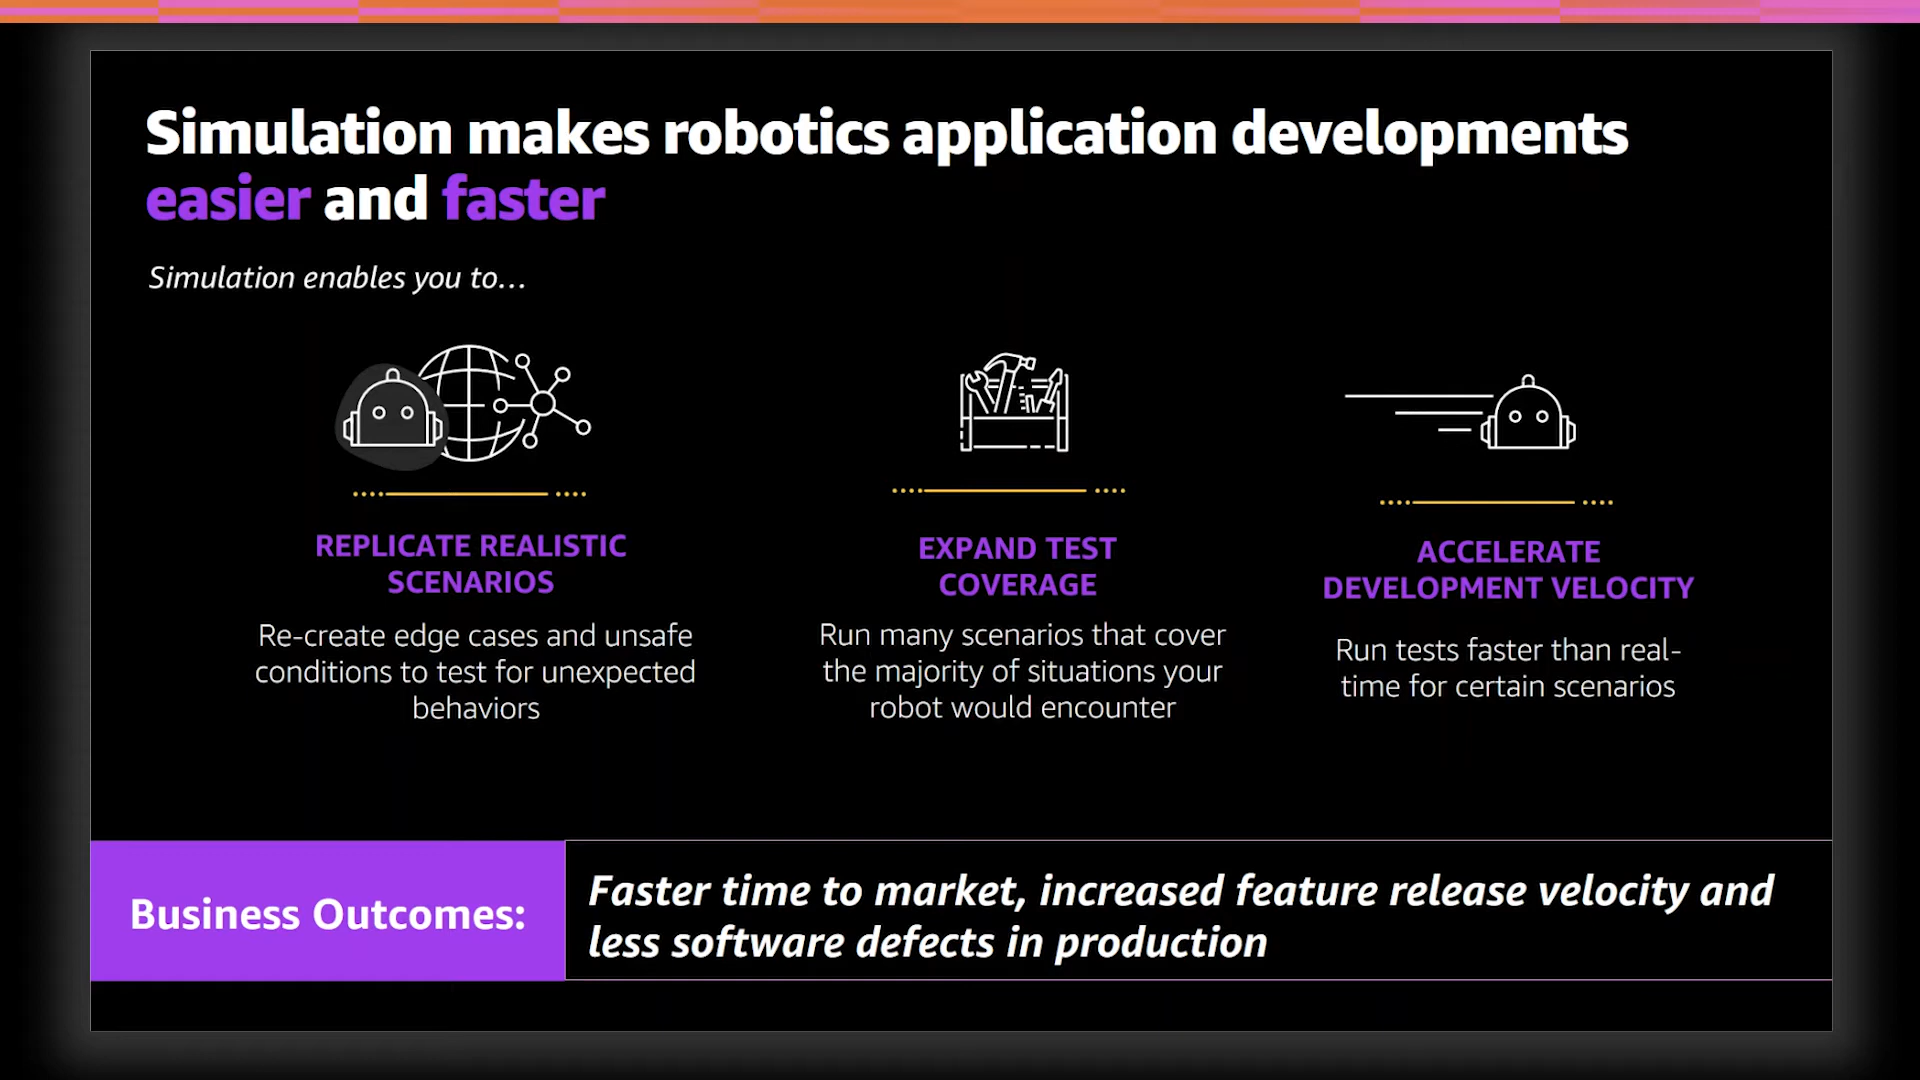 Simulation makes robotics application developments
easier and faster
Simulation enables you to...
REPLICATE REALISTIC
SCENARIOS
Re-create edge cases and unsafe
conditions to test for unexpected
behaviors
EXPAND TEST
COVERAGE
Run many scenarios that cover
the majority of situations your
robot would encounter
ACCELERATE
DEVELOPMENT VELOCITY
Run tests faster than real-
time for certain scenarios
Business Outcomes:
Faster time to market, increased feature release velocity and
less software defects in production